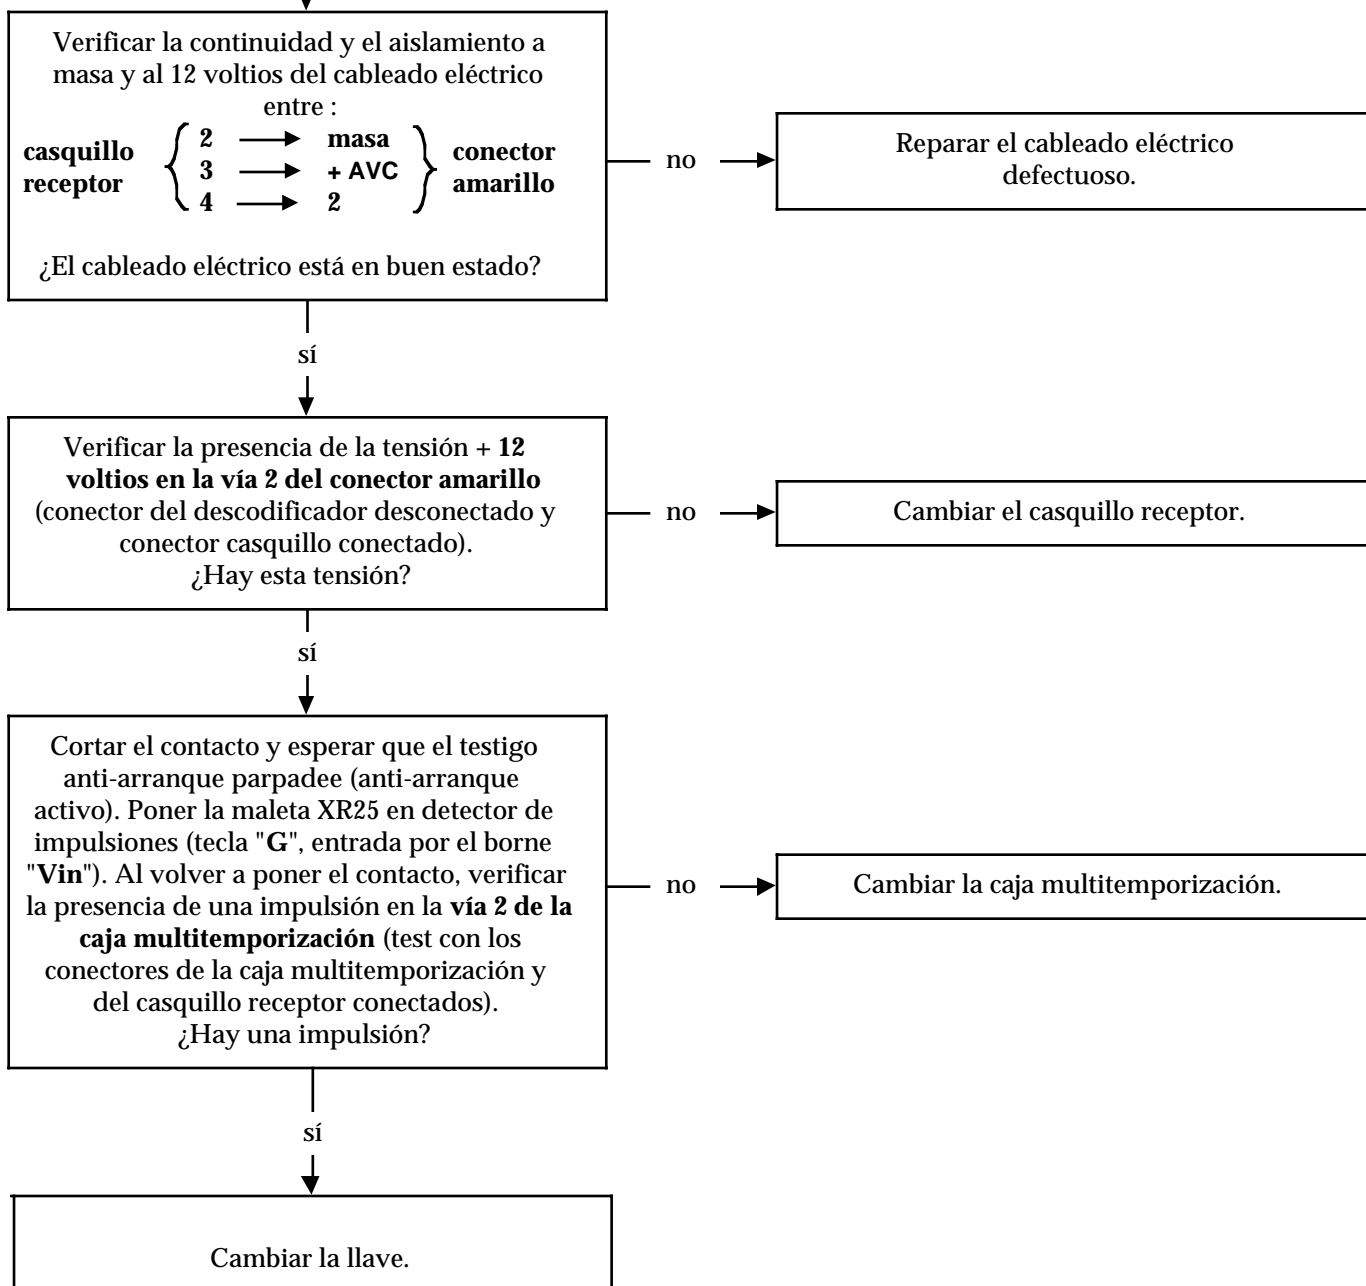 Verificar la continuidad y el aislamiento a
masa y al 12 voltios del cableado eléctrico
entre :
casquillo receptor
2 masa
3 + AVC
4 2
conector amarillo
¿El cableado eléctrico está en buen estado?
no
Reparar el cableado eléctrico
defectuoso.
sí
Verificar la presencia de la tensión + 12
voltios en la vía 2 del conector amarillo
(conector del descodificador desconectado y
conector casquillo conectado).
¿Hay esta tensión?
no
Cambiar el casquillo receptor.
sí
Cortar el contacto y esperar que el testigo
anti-arranque parpadee (anti-arranque
activo). Poner la maleta XR25 en detector de
impulsiones (tecla "G", entrada por el borne
"Vin"). Al volver a poner el contacto, verificar
la presencia de una impulsión en la vía 2 de la
caja multitemporización (test con los
conectores de la caja multitemporización y
del casquillo receptor conectados).
¿Hay una impulsión?
no
Cambiar la caja multitemporización.
sí
Cambiar la llave.